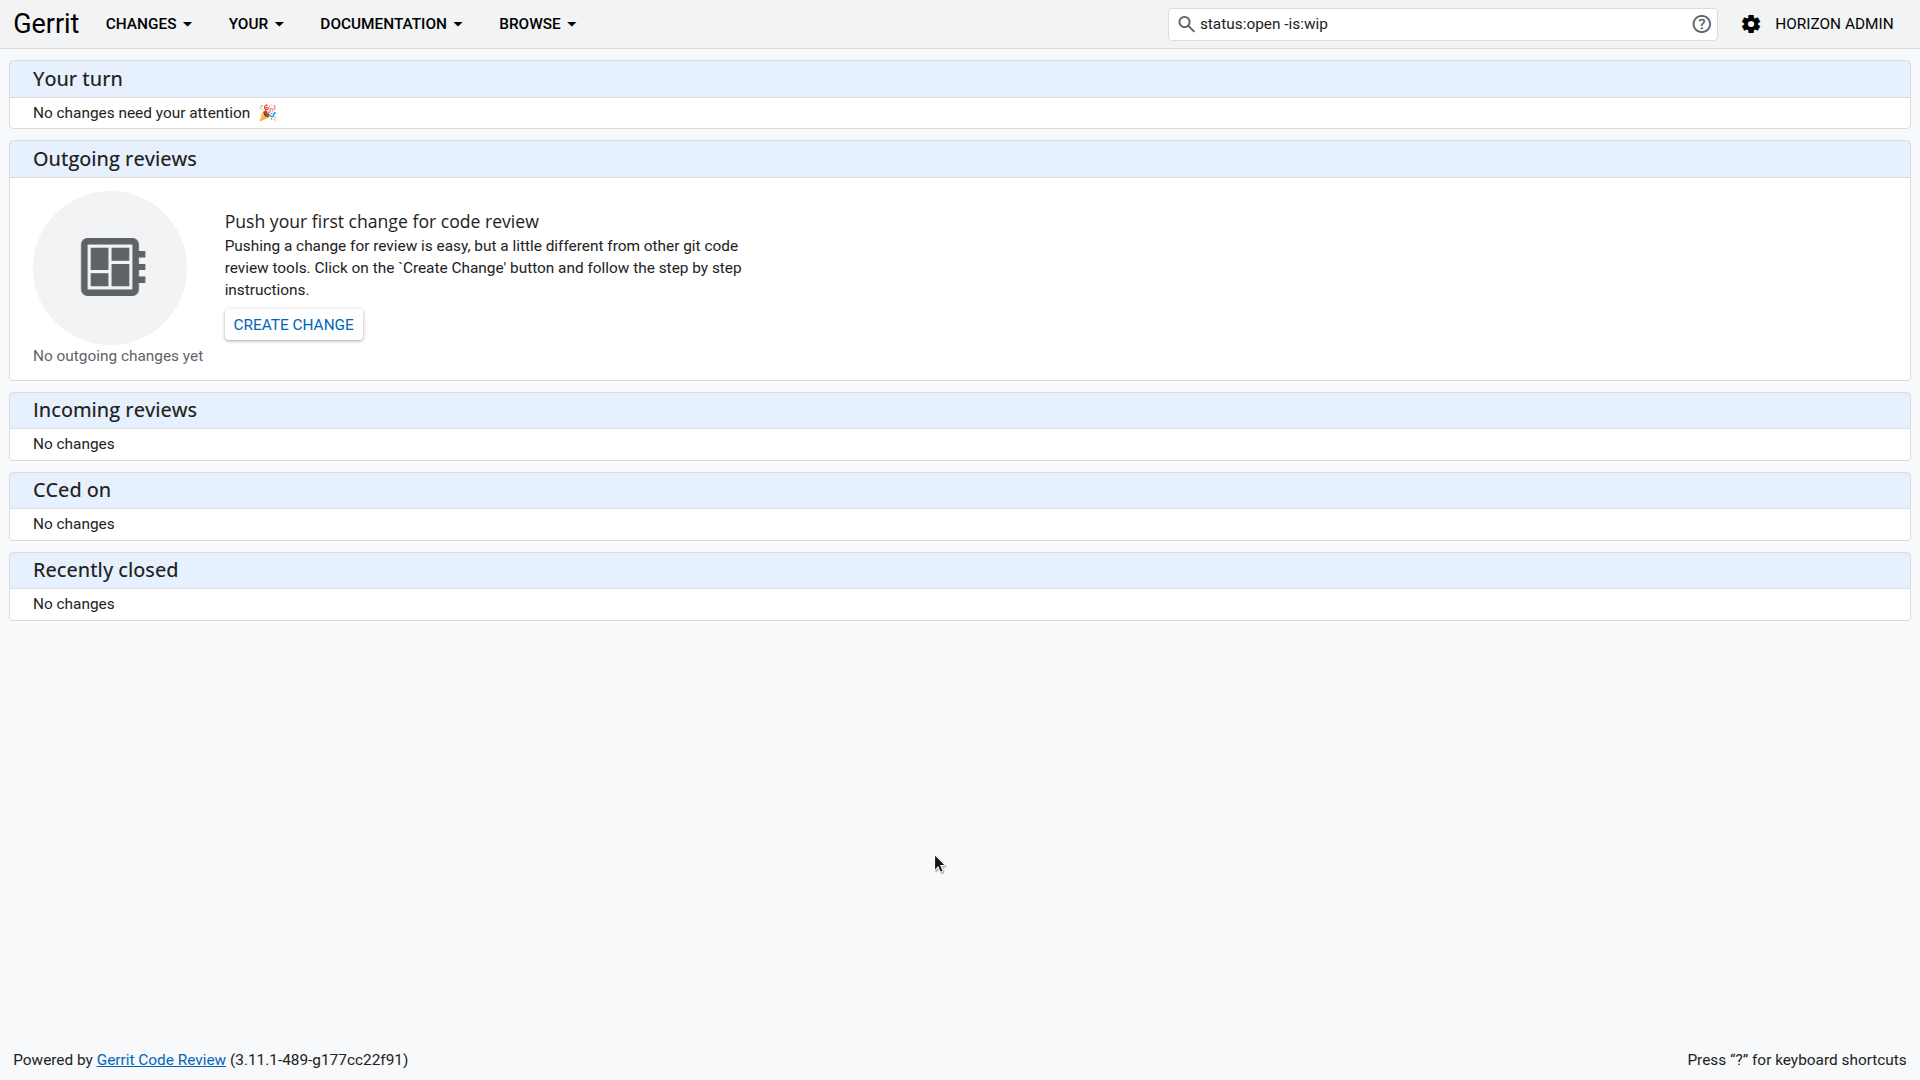 Gerrit CHANGES YOUR DOCUMENTATION BROWSE status:open -is:wip HORIZON ADMIN
Your turn
No changes need your attention 🎉
Outgoing reviews
Push your first change for code review
Pushing a change for review is easy, but a little different from other git code
review tools. Click on the `Create Change' button and follow the step by step
instructions.
CREATE CHANGE
No outgoing changes yet
Incoming reviews
No changes
CCed on
No changes
Recently closed
No changes
Powered by Gerrit Code Review (3.11.1-489-g177cc22f91) Press “?” for keyboard shortcuts